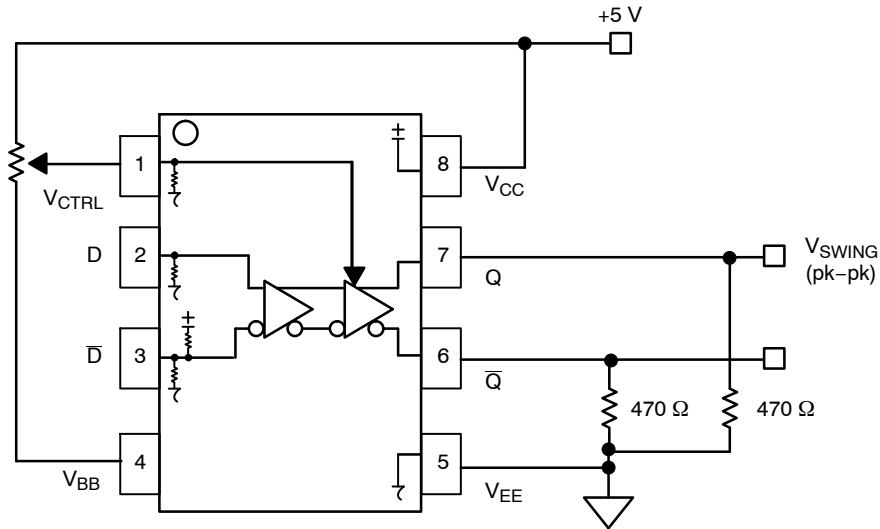 +5 V
1
8
V_CTRL
V_CC
D
2
7
Q
V_SWING
(pk−pk)
D̅
3
6
Q̅
470 Ω
470 Ω
V_BB
4
5
V_EE